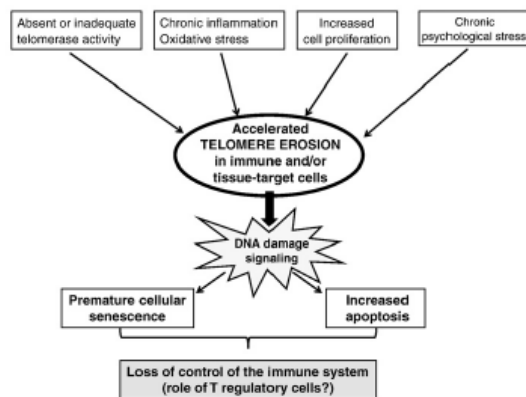 Absent or inadequate
telomerase activity
Chronic inflammation
Oxidative stress
Increased
cell proliferation
Chronic
psychological stress
Accelerated
TELOMERE EROSION
in immune and/or
tissue-target cells
DNA damage
signaling
Premature cellular
senescence
Increased
apoptosis
Loss of control of the immune system
(role of T regulatory cells?)